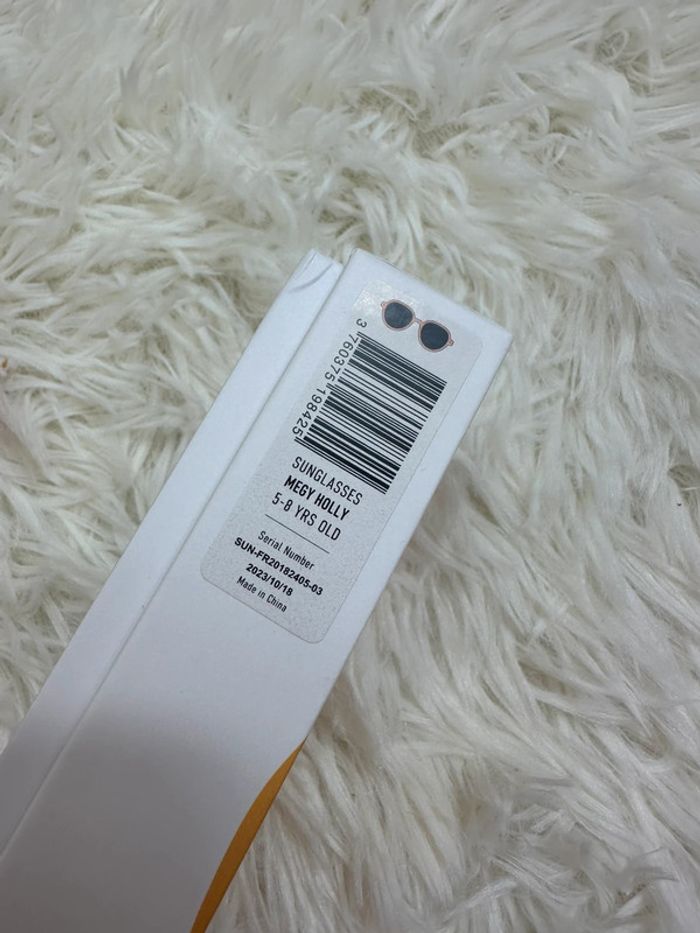 3 760375 198425
SUNGLASSES
MEGY HOLLY
5-8 YRS OLD
Serial Number
SUN-FR20182405-03
2023/10/18
Made in China